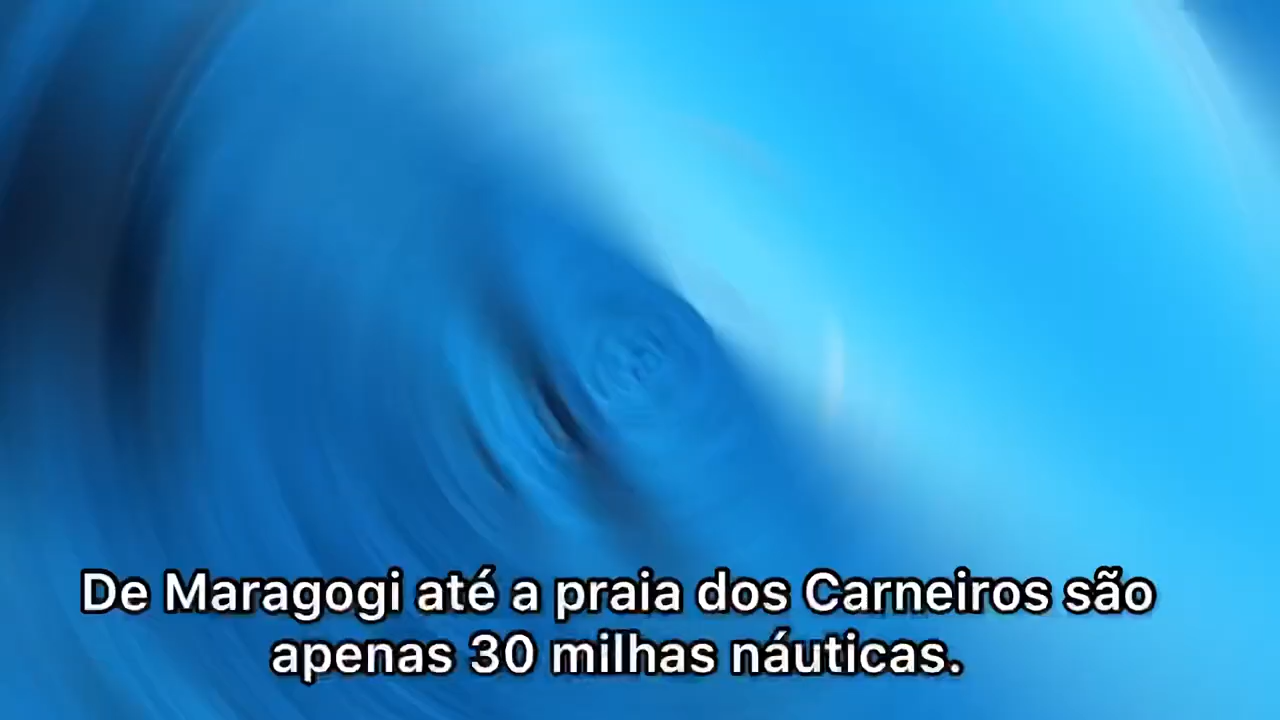 De Maragogi até a praia dos Carneiros são
apenas 30 milhas náuticas.